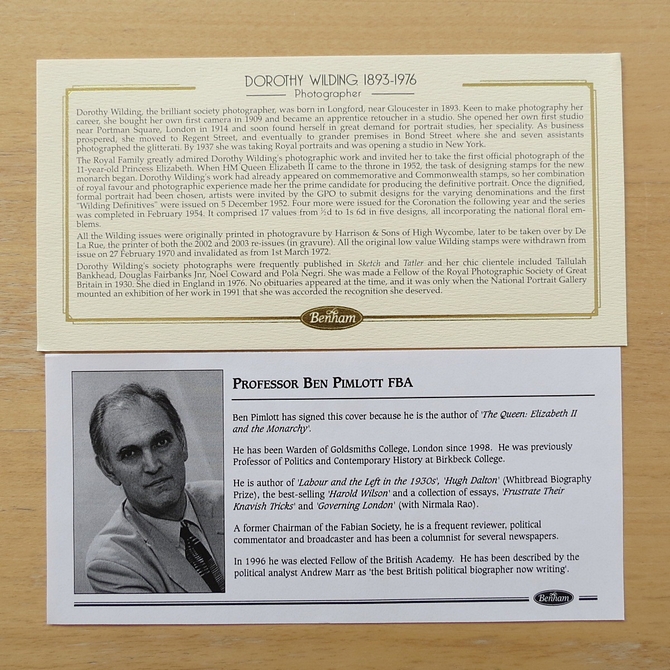 DOROTHY WILDING 1893-1976
Photographer
Dorothy Wilding, the brilliant society photographer, was born in Longford, near Gloucester in 1893. Keen to make photography her
career, she bought her own first camera in 1909 and became an apprentice retoucher in a studio. She opened her own first studio
near Portman Square, London in 1914 and soon found herself in great demand for portrait studies, her speciality. As business
prospered, she moved to Regent Street, and eventually to grander premises in Bond Street where she and seven assistants
photographed the glitterati. By 1937 she was taking Royal portraits and was opening a studio in New York.
The Royal Family greatly admired Dorothy Wilding's photographic work and invited her to take the first official photograph of the
11-year-old Princess Elizabeth. When HM Queen Elizabeth II came to the throne in 1952, the task of designing stamps for the new
monarch began. Dorothy Wilding's work had already appeared on commemorative and Commonwealth stamps, so her combination
of royal favour and photographic experience made her the prime candidate for producing the definitive portrait. Once the dignified,
formal portrait had been chosen, artists were invited by the GPO to submit designs for the varying denominations and the first
"Wilding Definitives" were issued on 5 December 1952. Four more were issued for the Coronation the following year and the series
was completed in February 1954. It comprised 17 values from ½d to 1s 6d in five designs, all incorporating the national floral em-
blems.
All the Wilding issues were originally printed in photogravure by Harrison & Sons of High Wycombe, later to be taken over by De
La Rue, the printer of both the 2002 and 2003 re-issues (in gravure). All the original low value Wilding stamps were withdrawn from
issue on 27 February 1970 and invalidated as from 1st March 1972.
Dorothy Wilding's society photographs were frequently published in Sketch and Tatler and her chic clientele included Tallulah
Bankhead, Douglas Fairbanks Jnr, Noel Coward and Pola Negri. She was made a Fellow of the Royal Photographic Society of Great
Britain in 1930. She died in England in 1976. No obituaries appeared at the time, and it was only when the National Portrait Gallery
mounted an exhibition of her work in 1991 that she was accorded the recognition she deserved.
Benham
PROFESSOR BEN PIMLOTT FBA
Ben Pimlott has signed this cover because he is the author of 'The Queen: Elizabeth II
and the Monarchy'.
He has been Warden of Goldsmiths College, London since 1998. He was previously
Professor of Politics and Contemporary History at Birkbeck College.
He is author of 'Labour and the Left in the 1930s', 'Hugh Dalton' (Whitbread Biography
Prize), the best-selling 'Harold Wilson' and a collection of essays, 'Frustrate Their
Knavish Tricks' and 'Governing London' (with Nirmala Rao).
A former Chairman of the Fabian Society, he is a frequent reviewer, political
commentator and broadcaster and has been a columnist for several newspapers.
In 1996 he was elected Fellow of the British Academy. He has been described by the
political analyst Andrew Marr as 'the best British political biographer now writing'.
Benham